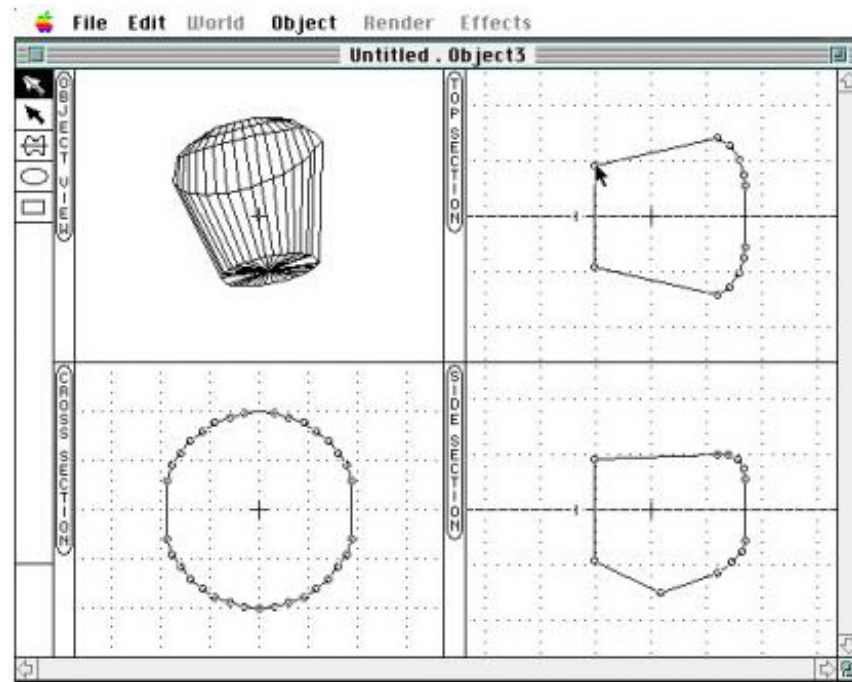 File Edit World Object Render Effects
Untitled . Object3
OBJECT VIEW
TOP SECTION
CROSS SECTION
SIDE SECTION